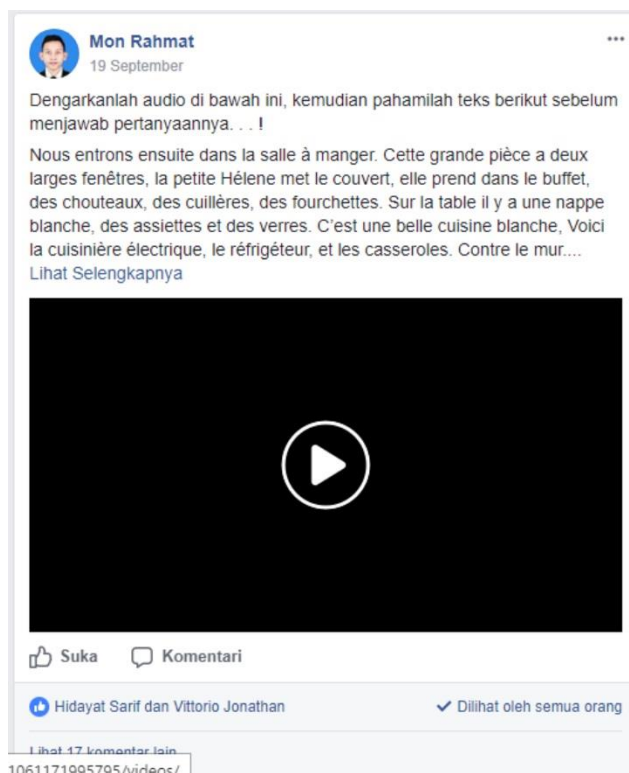 Mon Rahmat
19 September
Dengarkanlah audio di bawah ini, kemudian pahamilah teks berikut sebelum
menjawab pertanyaannya. . . !
Nous entrons ensuite dans la salle à manger. Cette grande pièce a deux
larges fenêtres, la petite Hélene met le couvert, elle prend dans le buffet,
des chouteaux, des cuillères, des fourchettes. Sur la table il y a une nappe
blanche, des assiettes et des verres. C'est une belle cuisine blanche, Voici
la cuisinière électrique, le réfrigéteur, et les casseroles. Contre le mur....
Lihat Selengkapnya
Suka Komentari
Hidayat Sarif dan Vittorio Jonathan Dilihat oleh semua orang
Lihat 17 komentar lain
1061171995795/videos/